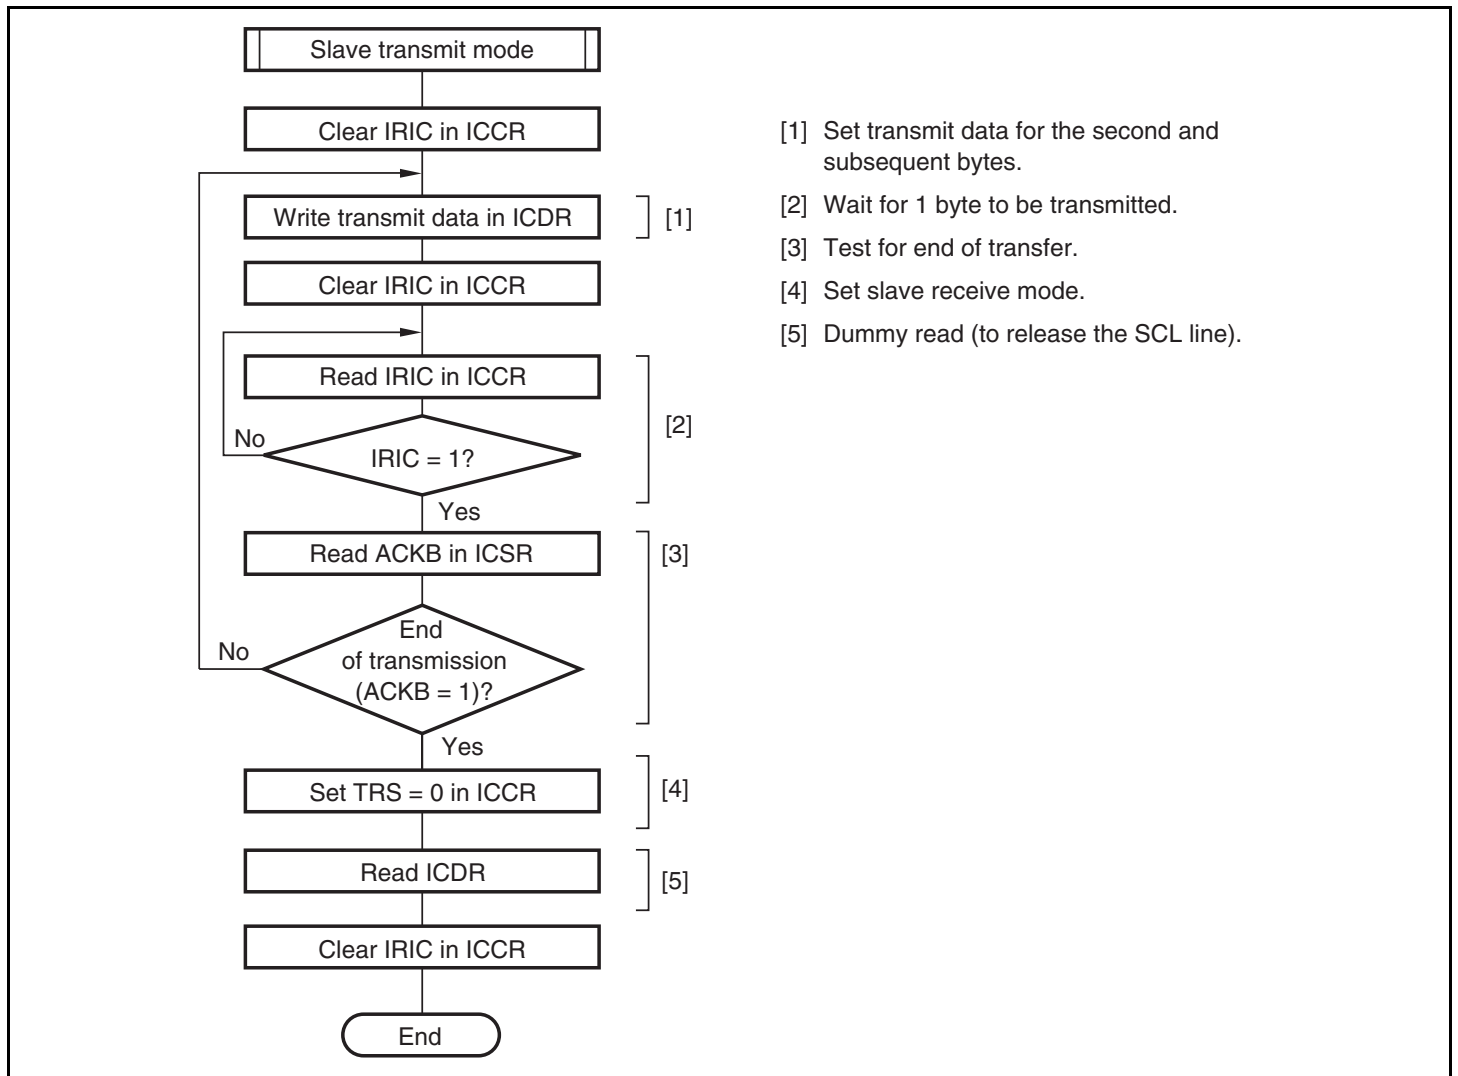 Slave transmit mode
Clear IRIC in ICCR
Write transmit data in ICDR
[1]
Clear IRIC in ICCR
Read IRIC in ICCR
[2]
No
IRIC = 1?
Yes
Read ACKB in ICSR
[3]
End
No
of transmission
(ACKB = 1)?
Yes
Set TRS = 0 in ICCR
[4]
Read ICDR
[5]
Clear IRIC in ICCR
End
[1] Set transmit data for the second and
subsequent bytes.
[2] Wait for 1 byte to be transmitted.
[3] Test for end of transfer.
[4] Set slave receive mode.
[5] Dummy read (to release the SCL line).